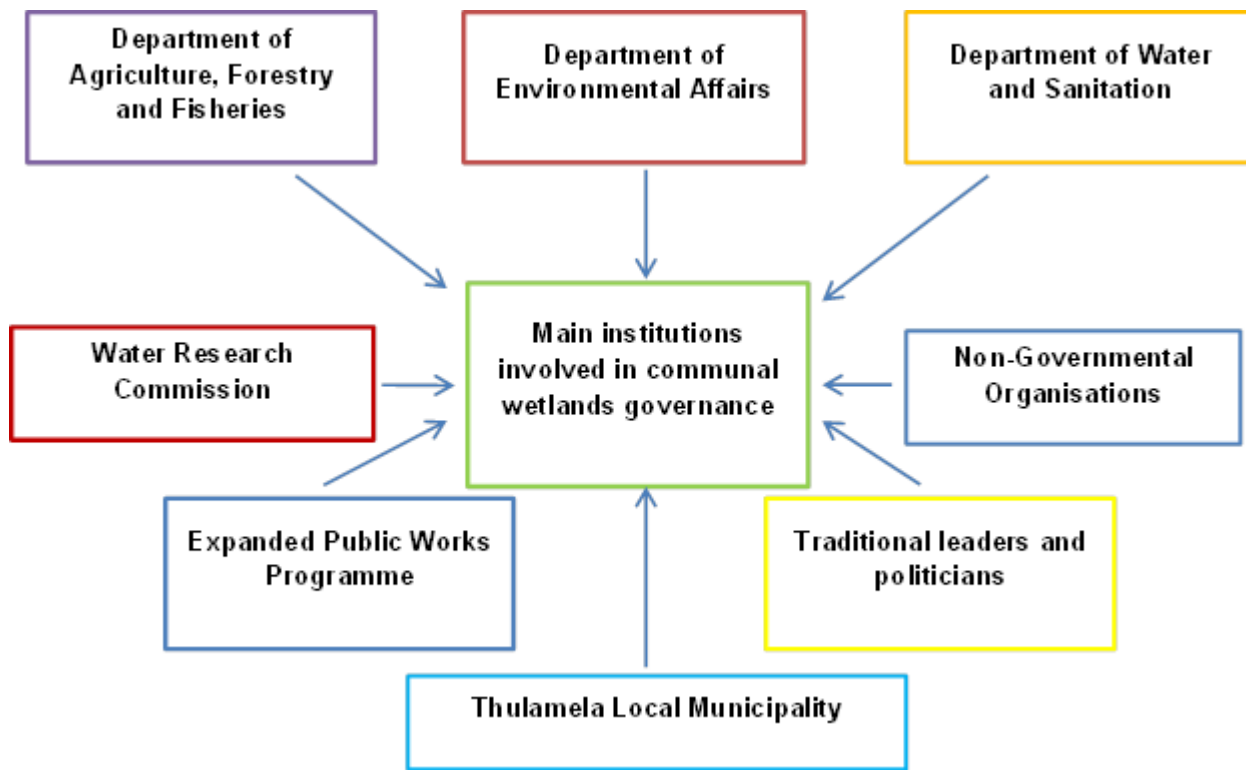 Department of
Agriculture, Forestry
and Fisheries
Department of
Environmental Affairs
Department of Water
and Sanitation
Water Research
Commission
Main institutions
involved in communal
wetlands governance
Non-Governmental
Organisations
Expanded Public Works
Programme
Traditional leaders and
politicians
Thulamela Local Municipality